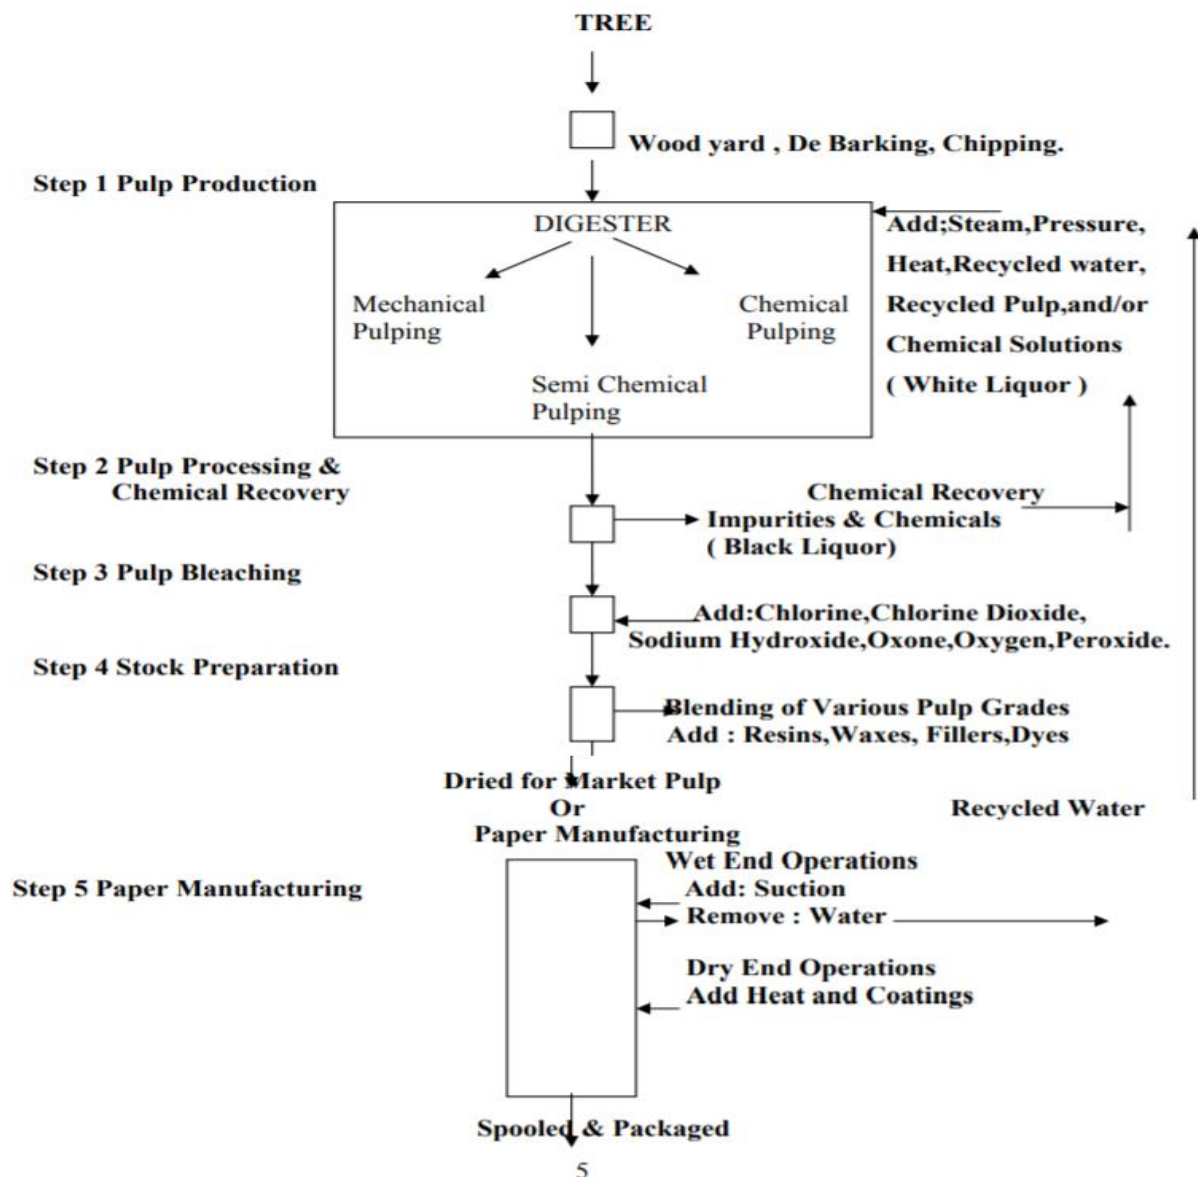 TREE
Wood yard , De Barking, Chipping.
Step 1 Pulp Production
DIGESTER
Mechanical
Pulping
Chemical
Pulping
Semi Chemical
Pulping
Add;Steam,Pressure,
Heat,Recycled water,
Recycled Pulp,and/or
Chemical Solutions
( White Liquor )
Step 2 Pulp Processing &
Chemical Recovery
Chemical Recovery
Impurities & Chemicals
( Black Liquor)
Step 3 Pulp Bleaching
Add:Chlorine,Chlorine Dioxide,
Sodium Hydroxide,Oxone,Oxygen,Peroxide.
Step 4 Stock Preparation
Blending of Various Pulp Grades
Add : Resins,Waxes, Fillers,Dyes
Dried for Market Pulp
Or
Paper Manufacturing
Recycled Water
Step 5 Paper Manufacturing
Wet End Operations
Add: Suction
Remove : Water
Dry End Operations
Add Heat and Coatings
Spooled & Packaged
5